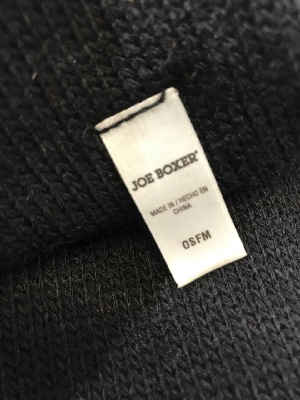 JOE BOXER®
MADE IN / HECHO EN
CHINA
OSFM